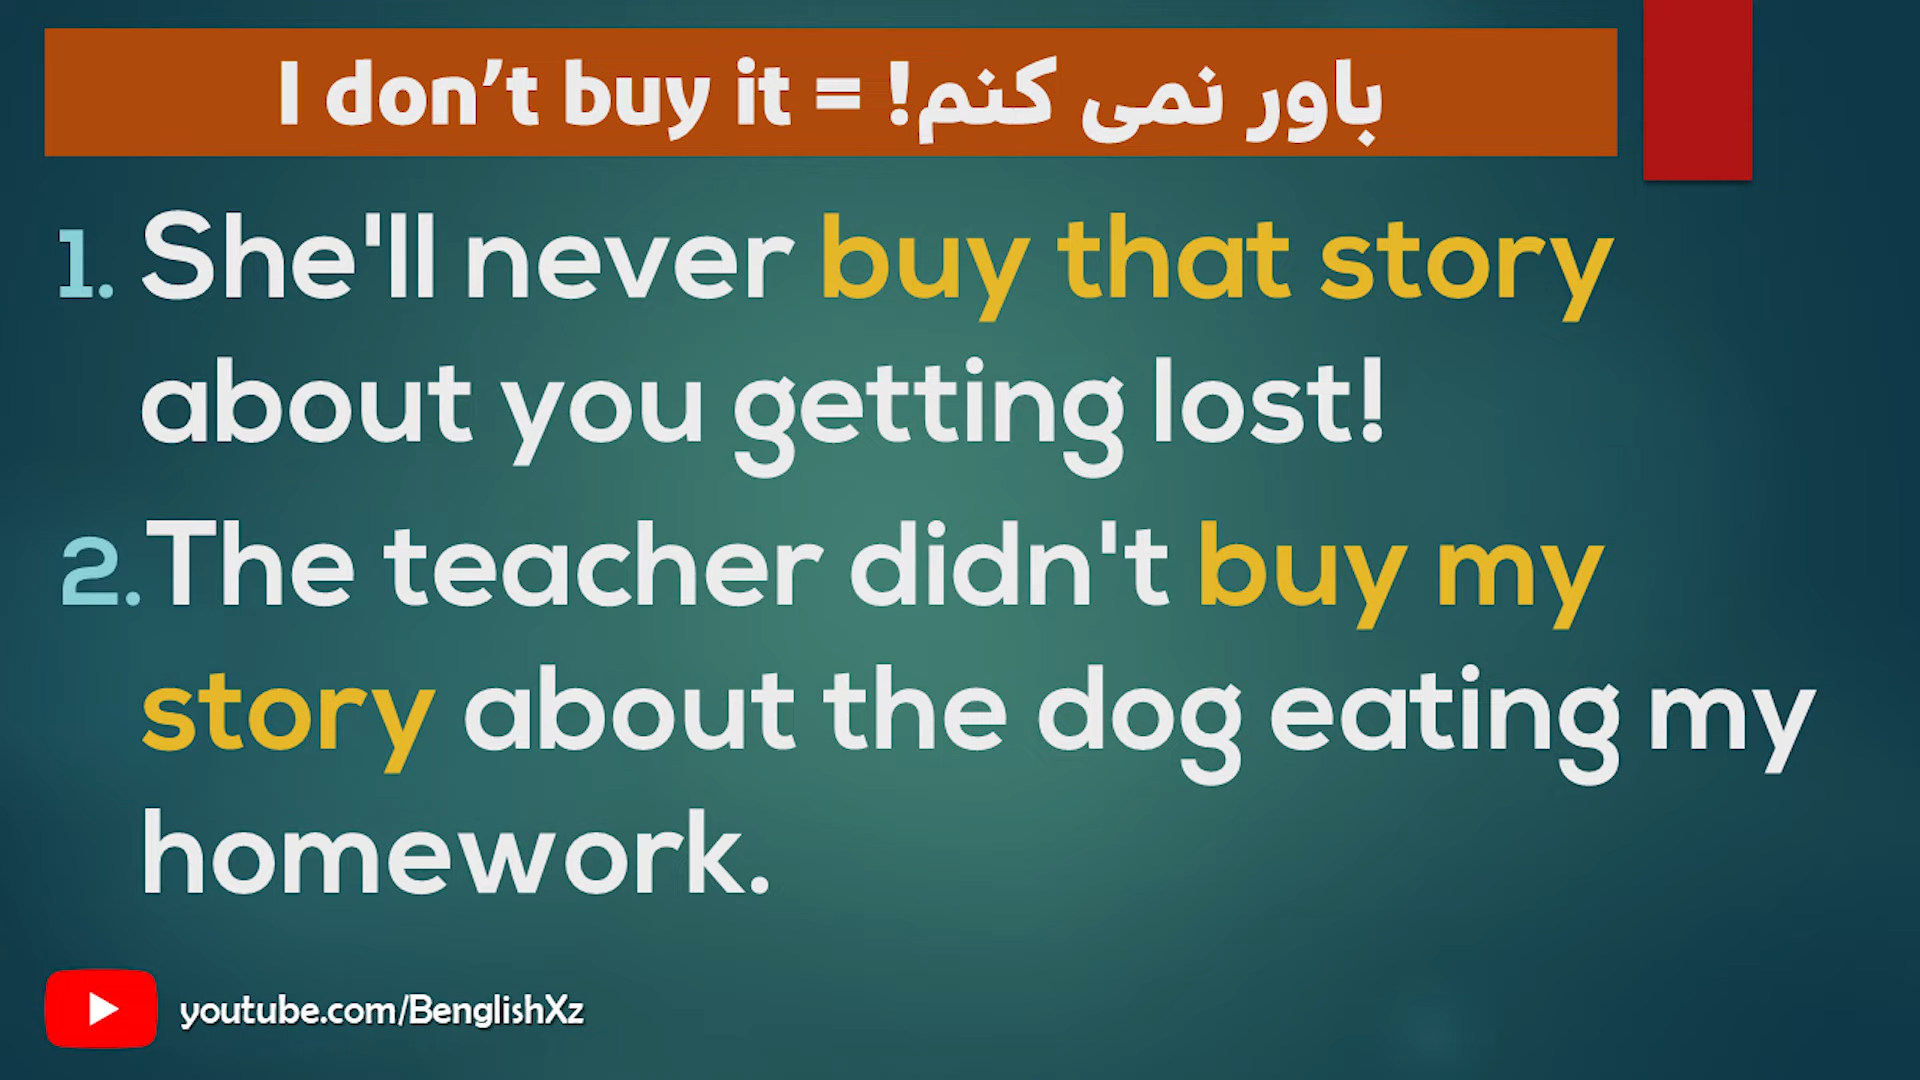 I don’t buy it = باور نمی کنم!
1. She'll never buy that story
about you getting lost!
2. The teacher didn't buy my
story about the dog eating my
homework.
youtube.com/BenglishXz